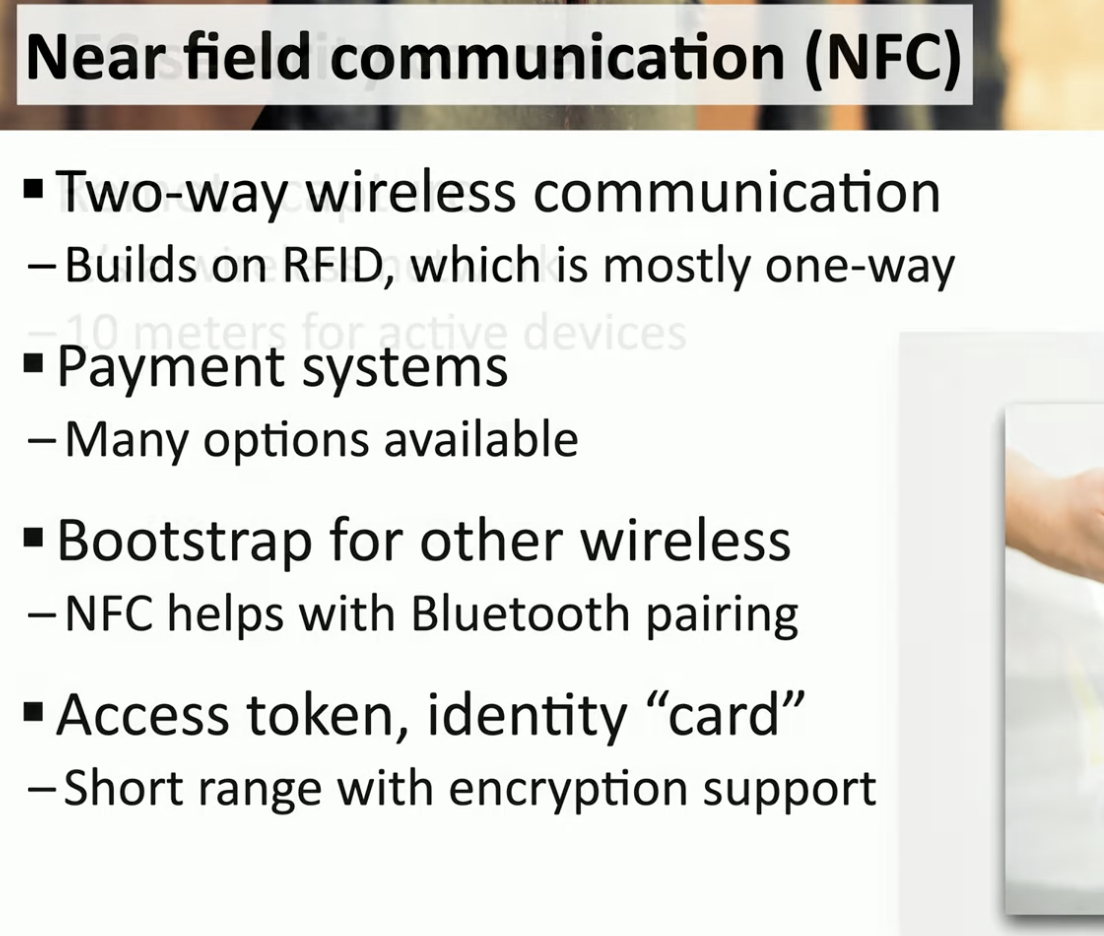 Near field communication (NFC)
▪ Two-way wireless communication
– Builds on RFID, which is mostly one-way
– 10 meters for active devices
▪ Payment systems
– Many options available
▪ Bootstrap for other wireless
– NFC helps with Bluetooth pairing
▪ Access token, identity “card”
– Short range with encryption support